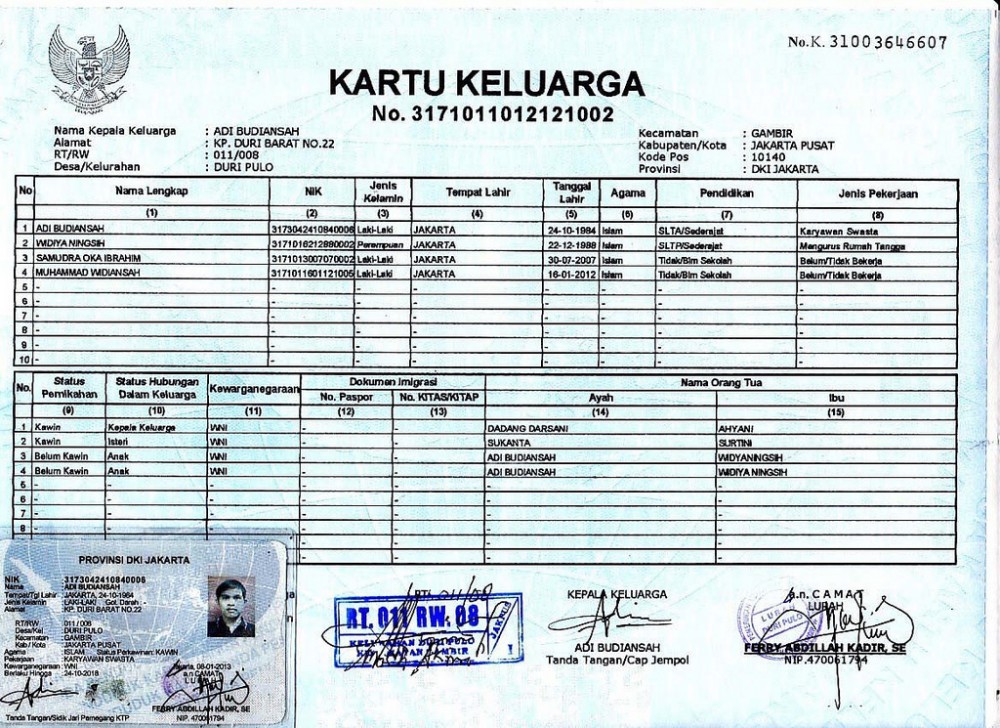 No.K. 31003646607
KARTU KELUARGA
No. 3171011012121002
Nama Kepala Keluarga : ADI BUDIANSAH
Alamat : KP. DURI BARAT NO.22
RT/RW : 011/008
Desa/Kelurahan : DURI PULO
Kecamatan : GAMBIR
Kabupaten/Kota : JAKARTA PUSAT
Kode Pos : 10140
Provinsi : DKI JAKARTA
No Nama Lengkap NIK Jenis Kelamin Tempat Lahir Tanggal Lahir Agama Pendidikan Jenis Pekerjaan
(1) (2) (3) (4) (5) (6) (7) (8)
1 ADI BUDIANSAH 3173042410840006 Laki-Laki JAKARTA 24-10-1984 Islam SLTA/Sederajat Karyawan Swasta
2 WIDIYA NINGSIH 3171016212880002 Perempuan JAKARTA 22-12-1988 Islam SLTP/Sederajat Mengurus Rumah Tangga
3 SAMUDRA OKA IBRAHIM 3171013007070002 Laki-Laki JAKARTA 30-07-2007 Islam Tidak/Blm Sekolah Belum/Tidak Bekerja
4 MUHAMMAD WIDIANSAH 3171011601121005 Laki-Laki JAKARTA 16-01-2012 Islam Tidak/Blm Sekolah Belum/Tidak Bekerja
5 - - - - - - - -
6 - - - - - - - -
7 - - - - - - - -
8 - - - - - - - -
9 - - - - - - - -
10 - - - - - - - -
No. Status Pernikahan Status Hubungan Dalam Keluarga Kewarganegaraan Dokumen Imigrasi Nama Orang Tua
No. Paspor No. KITAS/KITAP Ayah Ibu
(9) (10) (11) (12) (13) (14) (15)
1 Kawin Kepala Keluarga WNI - - DADANG DARSANI AHYANI
2 Kawin Isteri WNI - - SUKANTA SURTINI
3 Belum Kawin Anak WNI - - ADI BUDIANSAH WIDYANINGSIH
4 Belum Kawin Anak WNI - - ADI BUDIANSAH WIDIYA NINGSIH
5 - - - - - - -
6 - - - - - - -
7 - - - - - - -
8 - - - - - - -
PROVINSI DKI JAKARTA
NIK : 3173042410840006
Nama : ADI BUDIANSAH
Tempat/Tgl Lahir : JAKARTA, 24-10-1984
Jenis Kelamin : LAKI-LAKI Gol. Darah : -
Alamat : KP. DURI BARAT NO.22
RT/RW : 011/008
Desa/Kel : DURI PULO
Kecamatan : GAMBIR
Kab/Kota : JAKARTA PUSAT
Agama : ISLAM Status Perkawinan: KAWIN
Pekerjaan : KARYAWAN SWASTA
Kewarganegaraan: WNI
Berlaku Hingga : 24-10-2018
Jakarta, 08-01-2013
a.n CAMAT
LURAH
FERBY ABDILLAH KADIR, SE
NIP. 470061794
Tanda Tangan/Sidik Jari Pemegang KTP
RT. 011 RW. 08
KELURAHAN DURI PULO
KECAMATAN GAMBIR
JAKARTA
KEPALA KELUARGA
ADI BUDIANSAH
Tanda Tangan/Cap Jempol
a.n. CAMAT
LURAH
LURAH
DURI PULO
FERBY ABDILLAH KADIR, SE
NIP.470061794